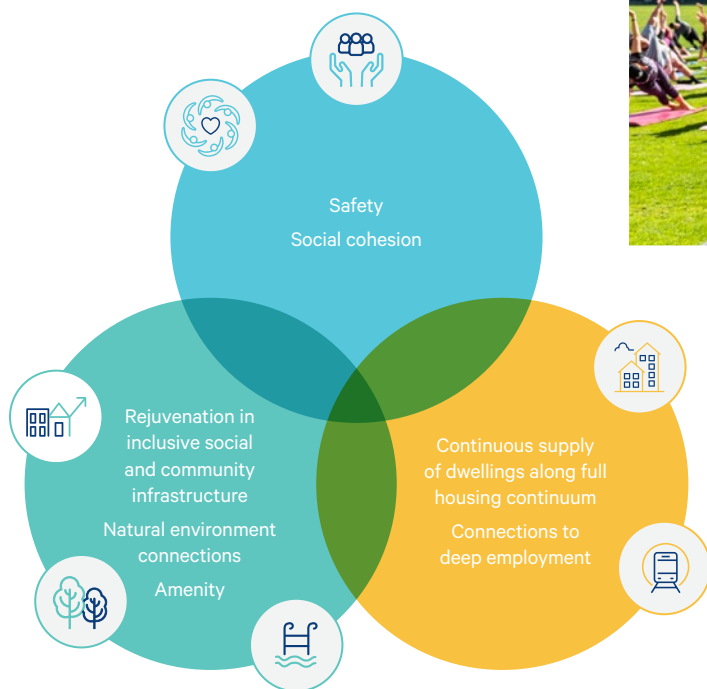 Safety
Social cohesion
Rejuvenation in
inclusive social
and community
infrastructure
Natural environment
connections
Amenity
Continuous supply
of dwellings along full
housing continuum
Connections to
deep employment